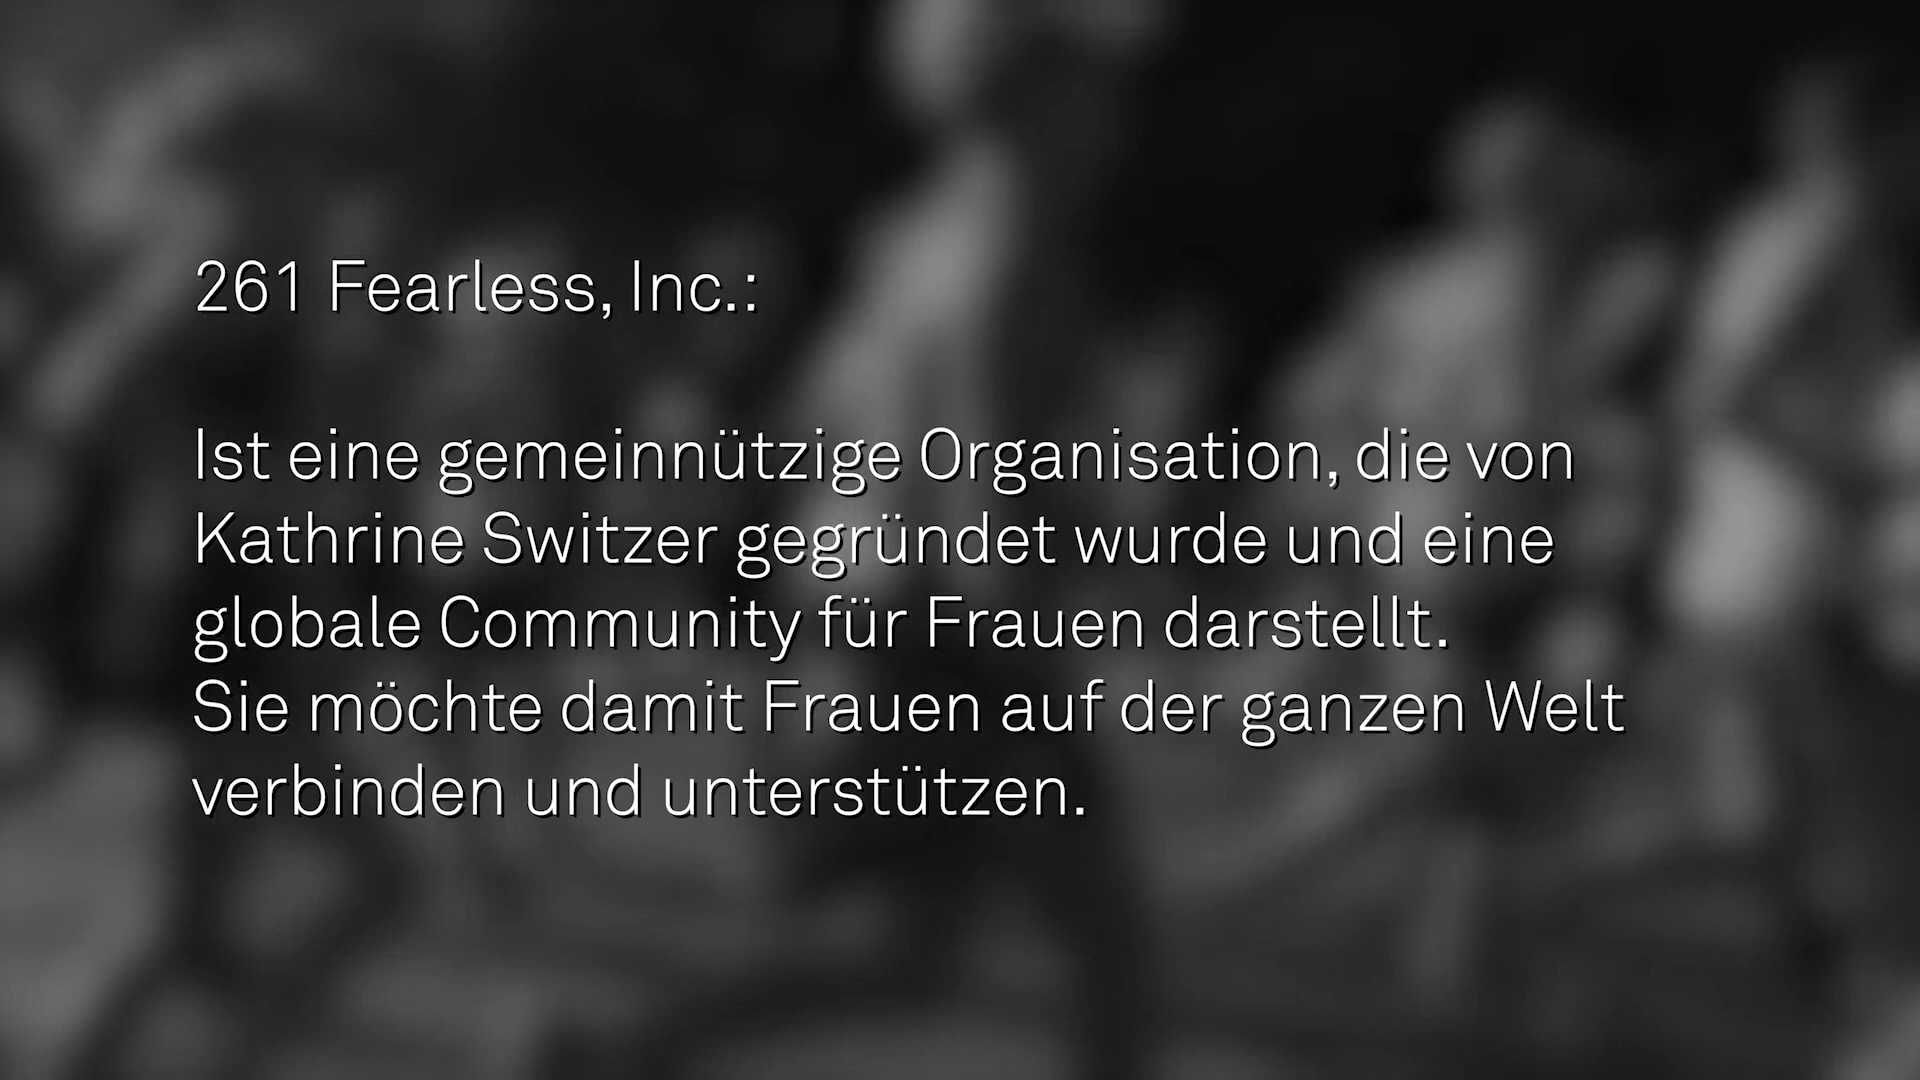 261 Fearless, Inc.:
Ist eine gemeinnützige Organisation, die von
Kathrine Switzer gegründet wurde und eine
globale Community für Frauen darstellt.
Sie möchte damit Frauen auf der ganzen Welt
verbinden und unterstützen.